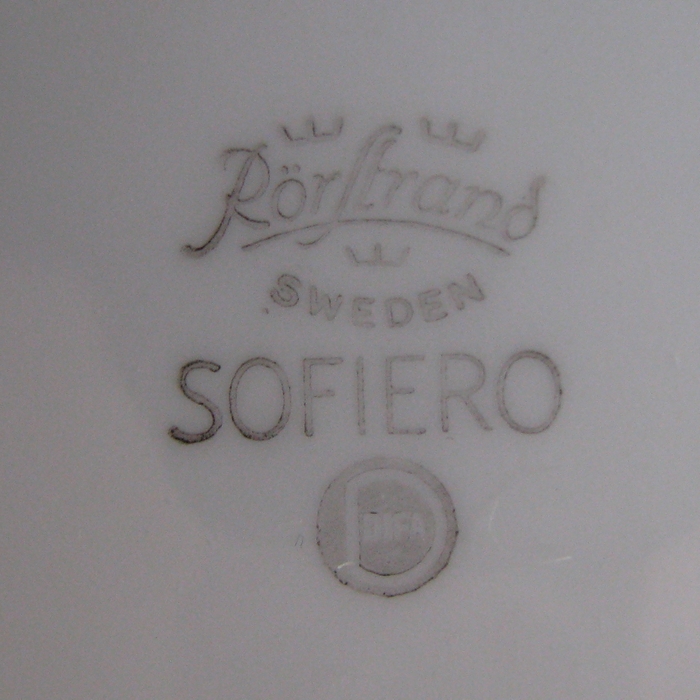 Rörstrand
SWEDEN
SOFIERO
DIFA